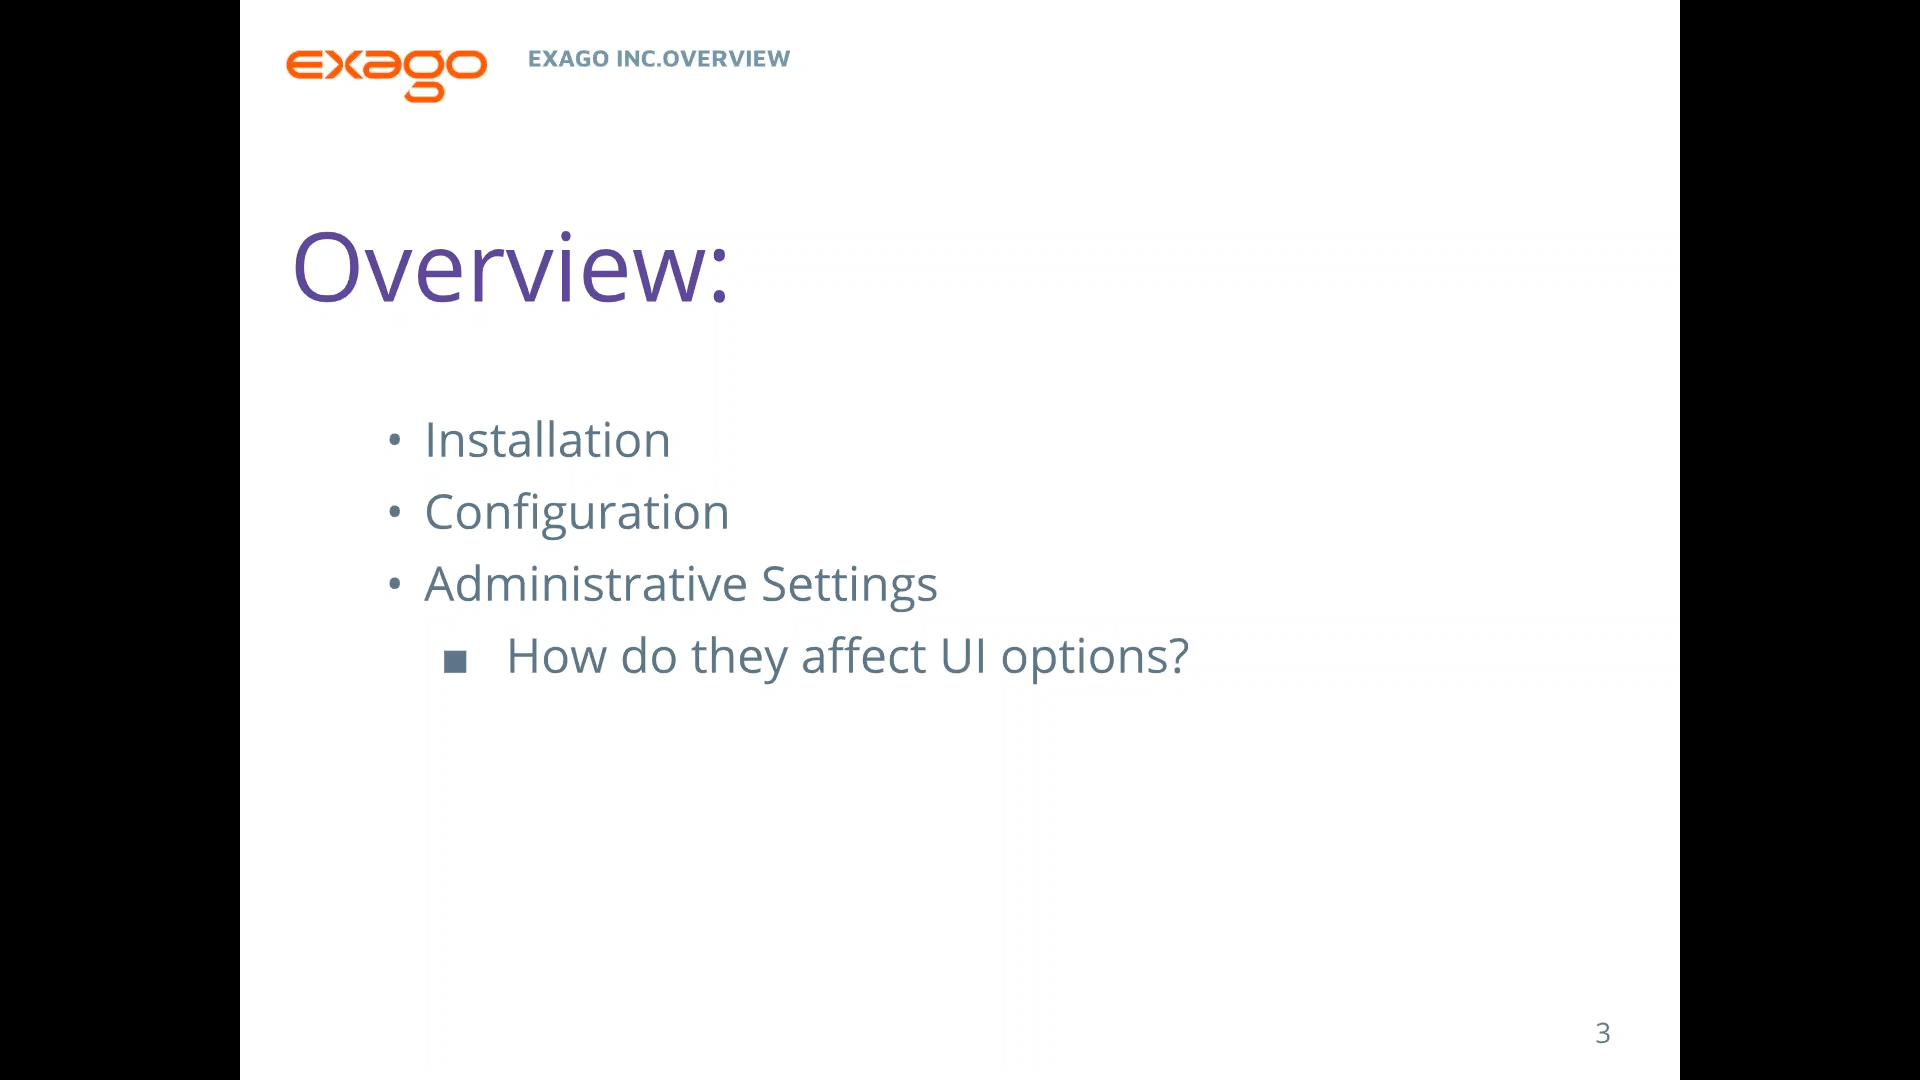 exago
EXAGO INC.OVERVIEW
Overview:
• Installation
• Configuration
• Administrative Settings
■ How do they affect UI options?
3